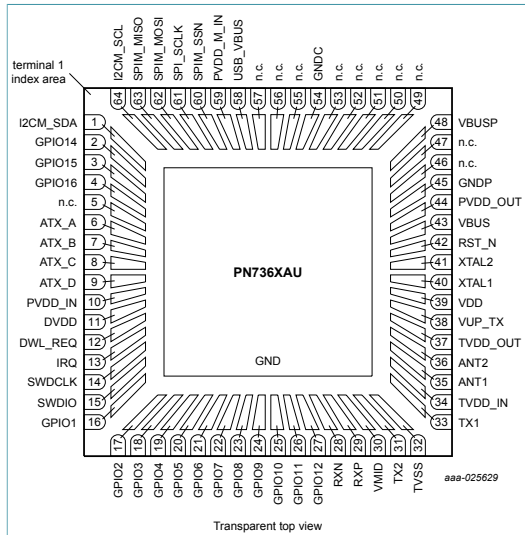 I2CM_SCL
SPIM_MISO
SPIM_MOSI
SPI_SCLK
SPIM_SSN
PVDD_M_IN
USB_VBUS
n.c.
n.c.
n.c.
GNDC
n.c.
n.c.
n.c.
n.c.
n.c.
terminal 1
index area
64
63
62
61
60
59
58
57
56
55
54
53
52
51
50
49
I2CM_SDA 1
GPIO14 2
GPIO15 3
GPIO16 4
n.c. 5
ATX_A 6
ATX_B 7
ATX_C 8
ATX_D 9
PVDD_IN 10
DVDD 11
DWL_REQ 12
IRQ 13
SWDCLK 14
SWDIO 15
GPIO1 16
48 VBUSP
47 n.c.
46 n.c.
45 GNDP
44 PVDD_OUT
43 VBUS
42 RST_N
41 XTAL2
40 XTAL1
39 VDD
38 VUP_TX
37 TVDD_OUT
36 ANT2
35 ANT1
34 TVDD_IN
33 TX1
PN736XAU
GND
17
18
19
20
21
22
23
24
25
26
27
28
29
30
31
32
GPIO2
GPIO3
GPIO4
GPIO5
GPIO6
GPIO7
GPIO8
GPIO9
GPIO10
GPIO11
GPIO12
RXN
RXP
VMID
TX2
TVSS
aaa-025629
Transparent top view